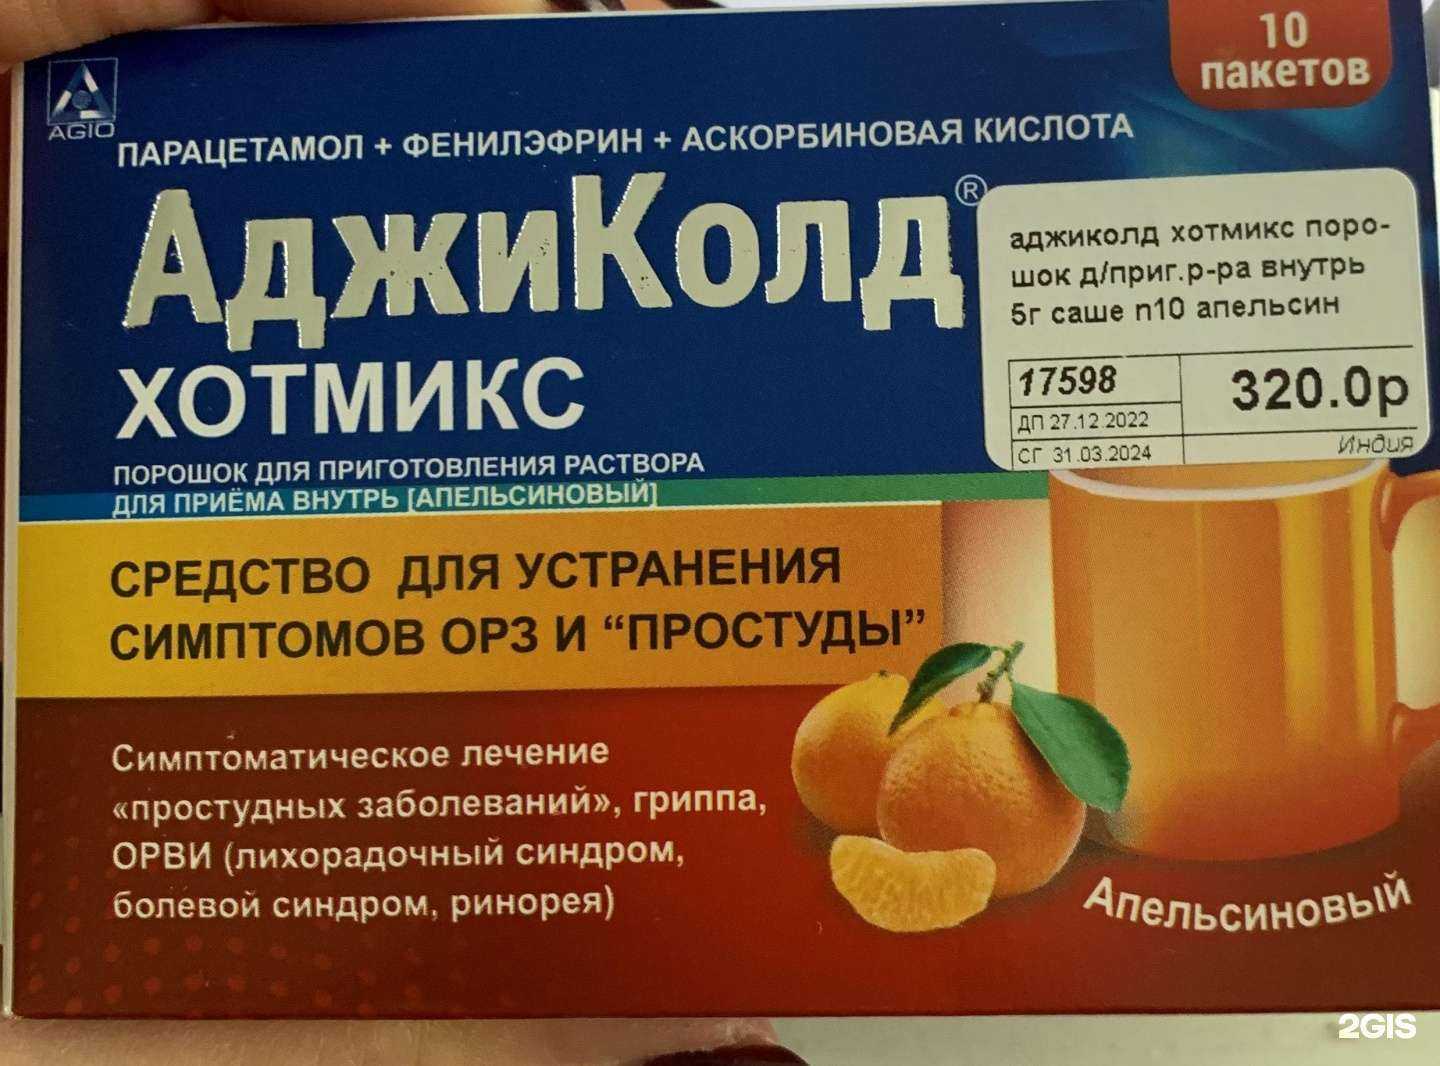 10
пакетов
AGIO
ПАРАЦЕТАМОЛ + ФЕНИЛЭФРИН + АСКОРБИНОВАЯ КИСЛОТА
АджиКолд®
ХОТМИКС
ПОРОШОК ДЛЯ ПРИГОТОВЛЕНИЯ РАСТВОРА
ДЛЯ ПРИЁМА ВНУТРЬ [АПЕЛЬСИНОВЫЙ]
аджиколд хотмикс поро-
шок д/приг.р-ра внутрь
5г саше n10 апельсин
17598
320.0р
ДП 27.12.2022
СГ 31.03.2024
Индия
СРЕДСТВО ДЛЯ УСТРАНЕНИЯ
СИМПТОМОВ ОРЗ И “ПРОСТУДЫ”
Симптоматическое лечение
«простудных заболеваний», гриппа,
ОРВИ (лихорадочный синдром,
болевой синдром, ринорея)
Апельсиновый
2GIS